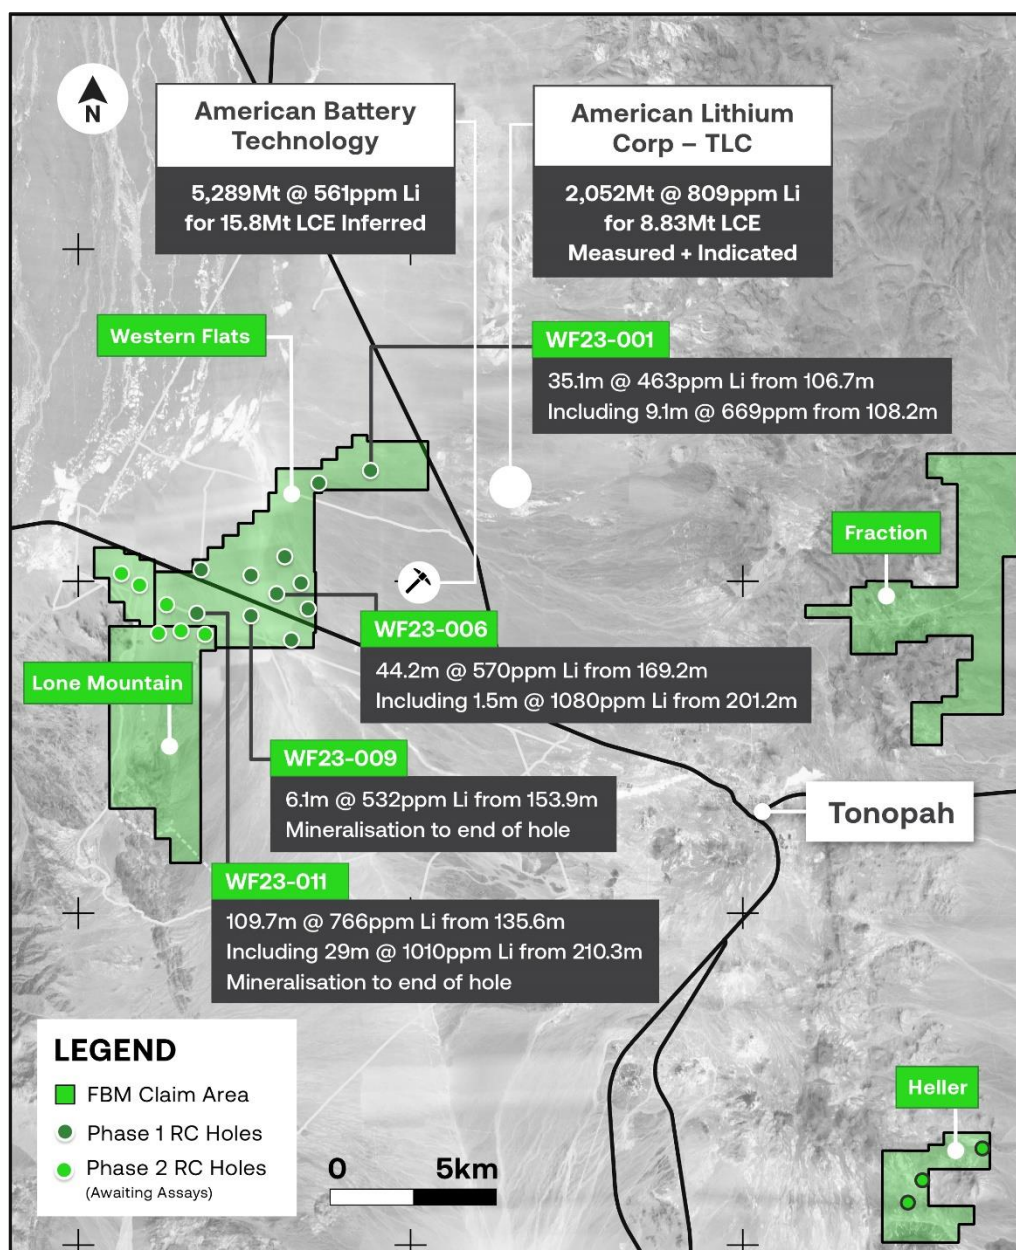 N
American Battery
Technology
5,289Mt @ 561ppm Li
for 15.8Mt LCE Inferred
American Lithium
Corp – TLC
2,052Mt @ 809ppm Li
for 8.83Mt LCE
Measured + Indicated
Western Flats
WF23-001
35.1m @ 463ppm Li from 106.7m
Including 9.1m @ 669ppm from 108.2m
Fraction
WF23-006
44.2m @ 570ppm Li from 169.2m
Including 1.5m @ 1080ppm Li from 201.2m
Lone Mountain
WF23-009
6.1m @ 532ppm Li from 153.9m
Mineralisation to end of hole
Tonopah
WF23-011
109.7m @ 766ppm Li from 135.6m
Including 29m @ 1010ppm Li from 210.3m
Mineralisation to end of hole
LEGEND
FBM Claim Area
Phase 1 RC Holes
Phase 2 RC Holes
(Awaiting Assays)
0 5km
Heller